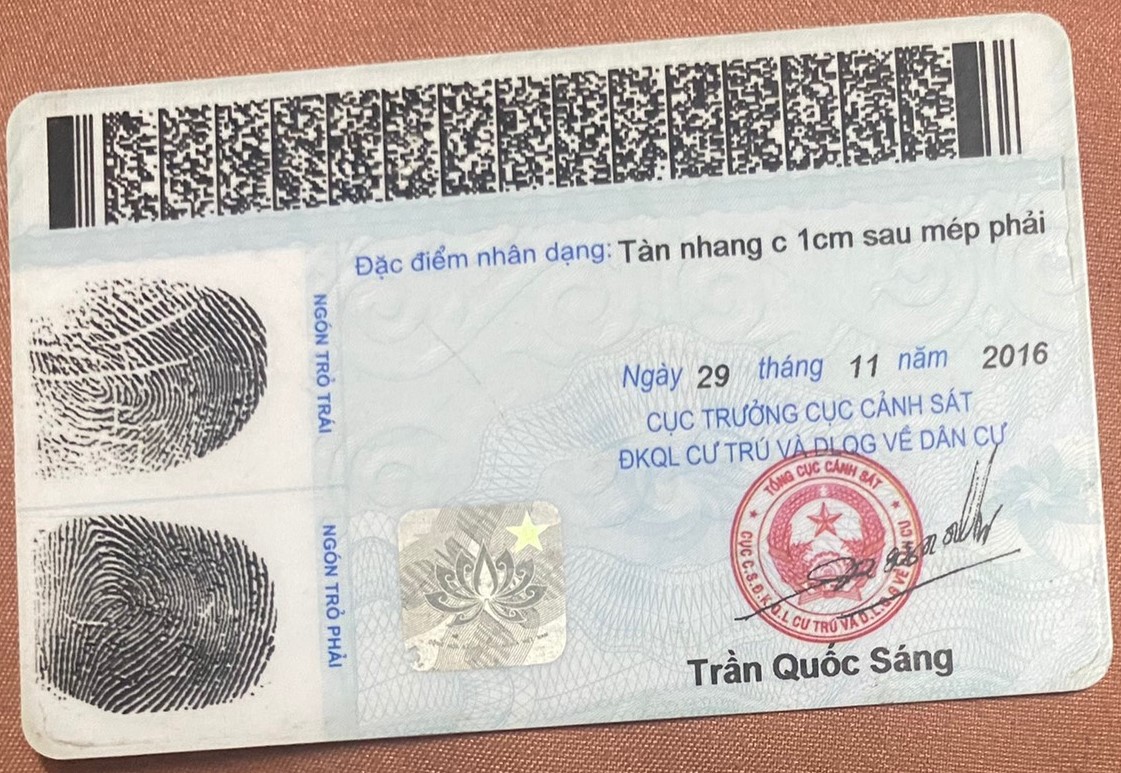 Đặc điểm nhân dạng: Tàn nhang c 1cm sau mép phải
NGÓN TRỎ TRÁI
Ngày 29 tháng 11 năm 2016
CỤC TRƯỞNG CỤC CẢNH SÁT
ĐKQL CƯ TRÚ VÀ DLQG VỀ DÂN CƯ
TỔNG CỤC CẢNH SÁT
CỤC C.S.Đ.K.Q.L CƯ TRÚ VÀ D.L.Q.G VỀ
NGÓN TRỎ PHẢI
Trần Quốc Sáng